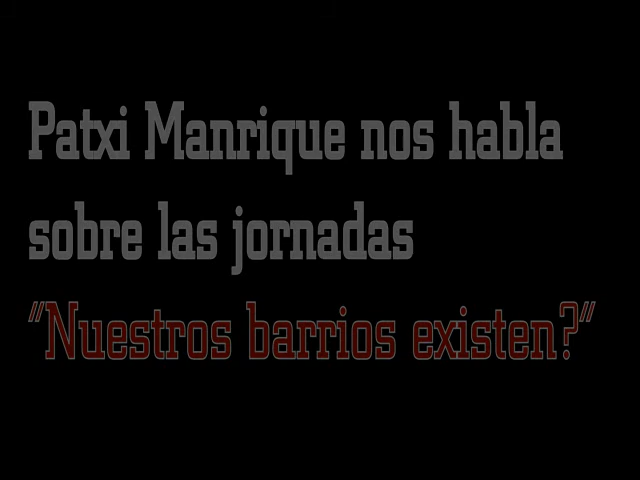 Patxi Manrique nos habla
sobre las jornadas
“Nuestros barrios existen?”